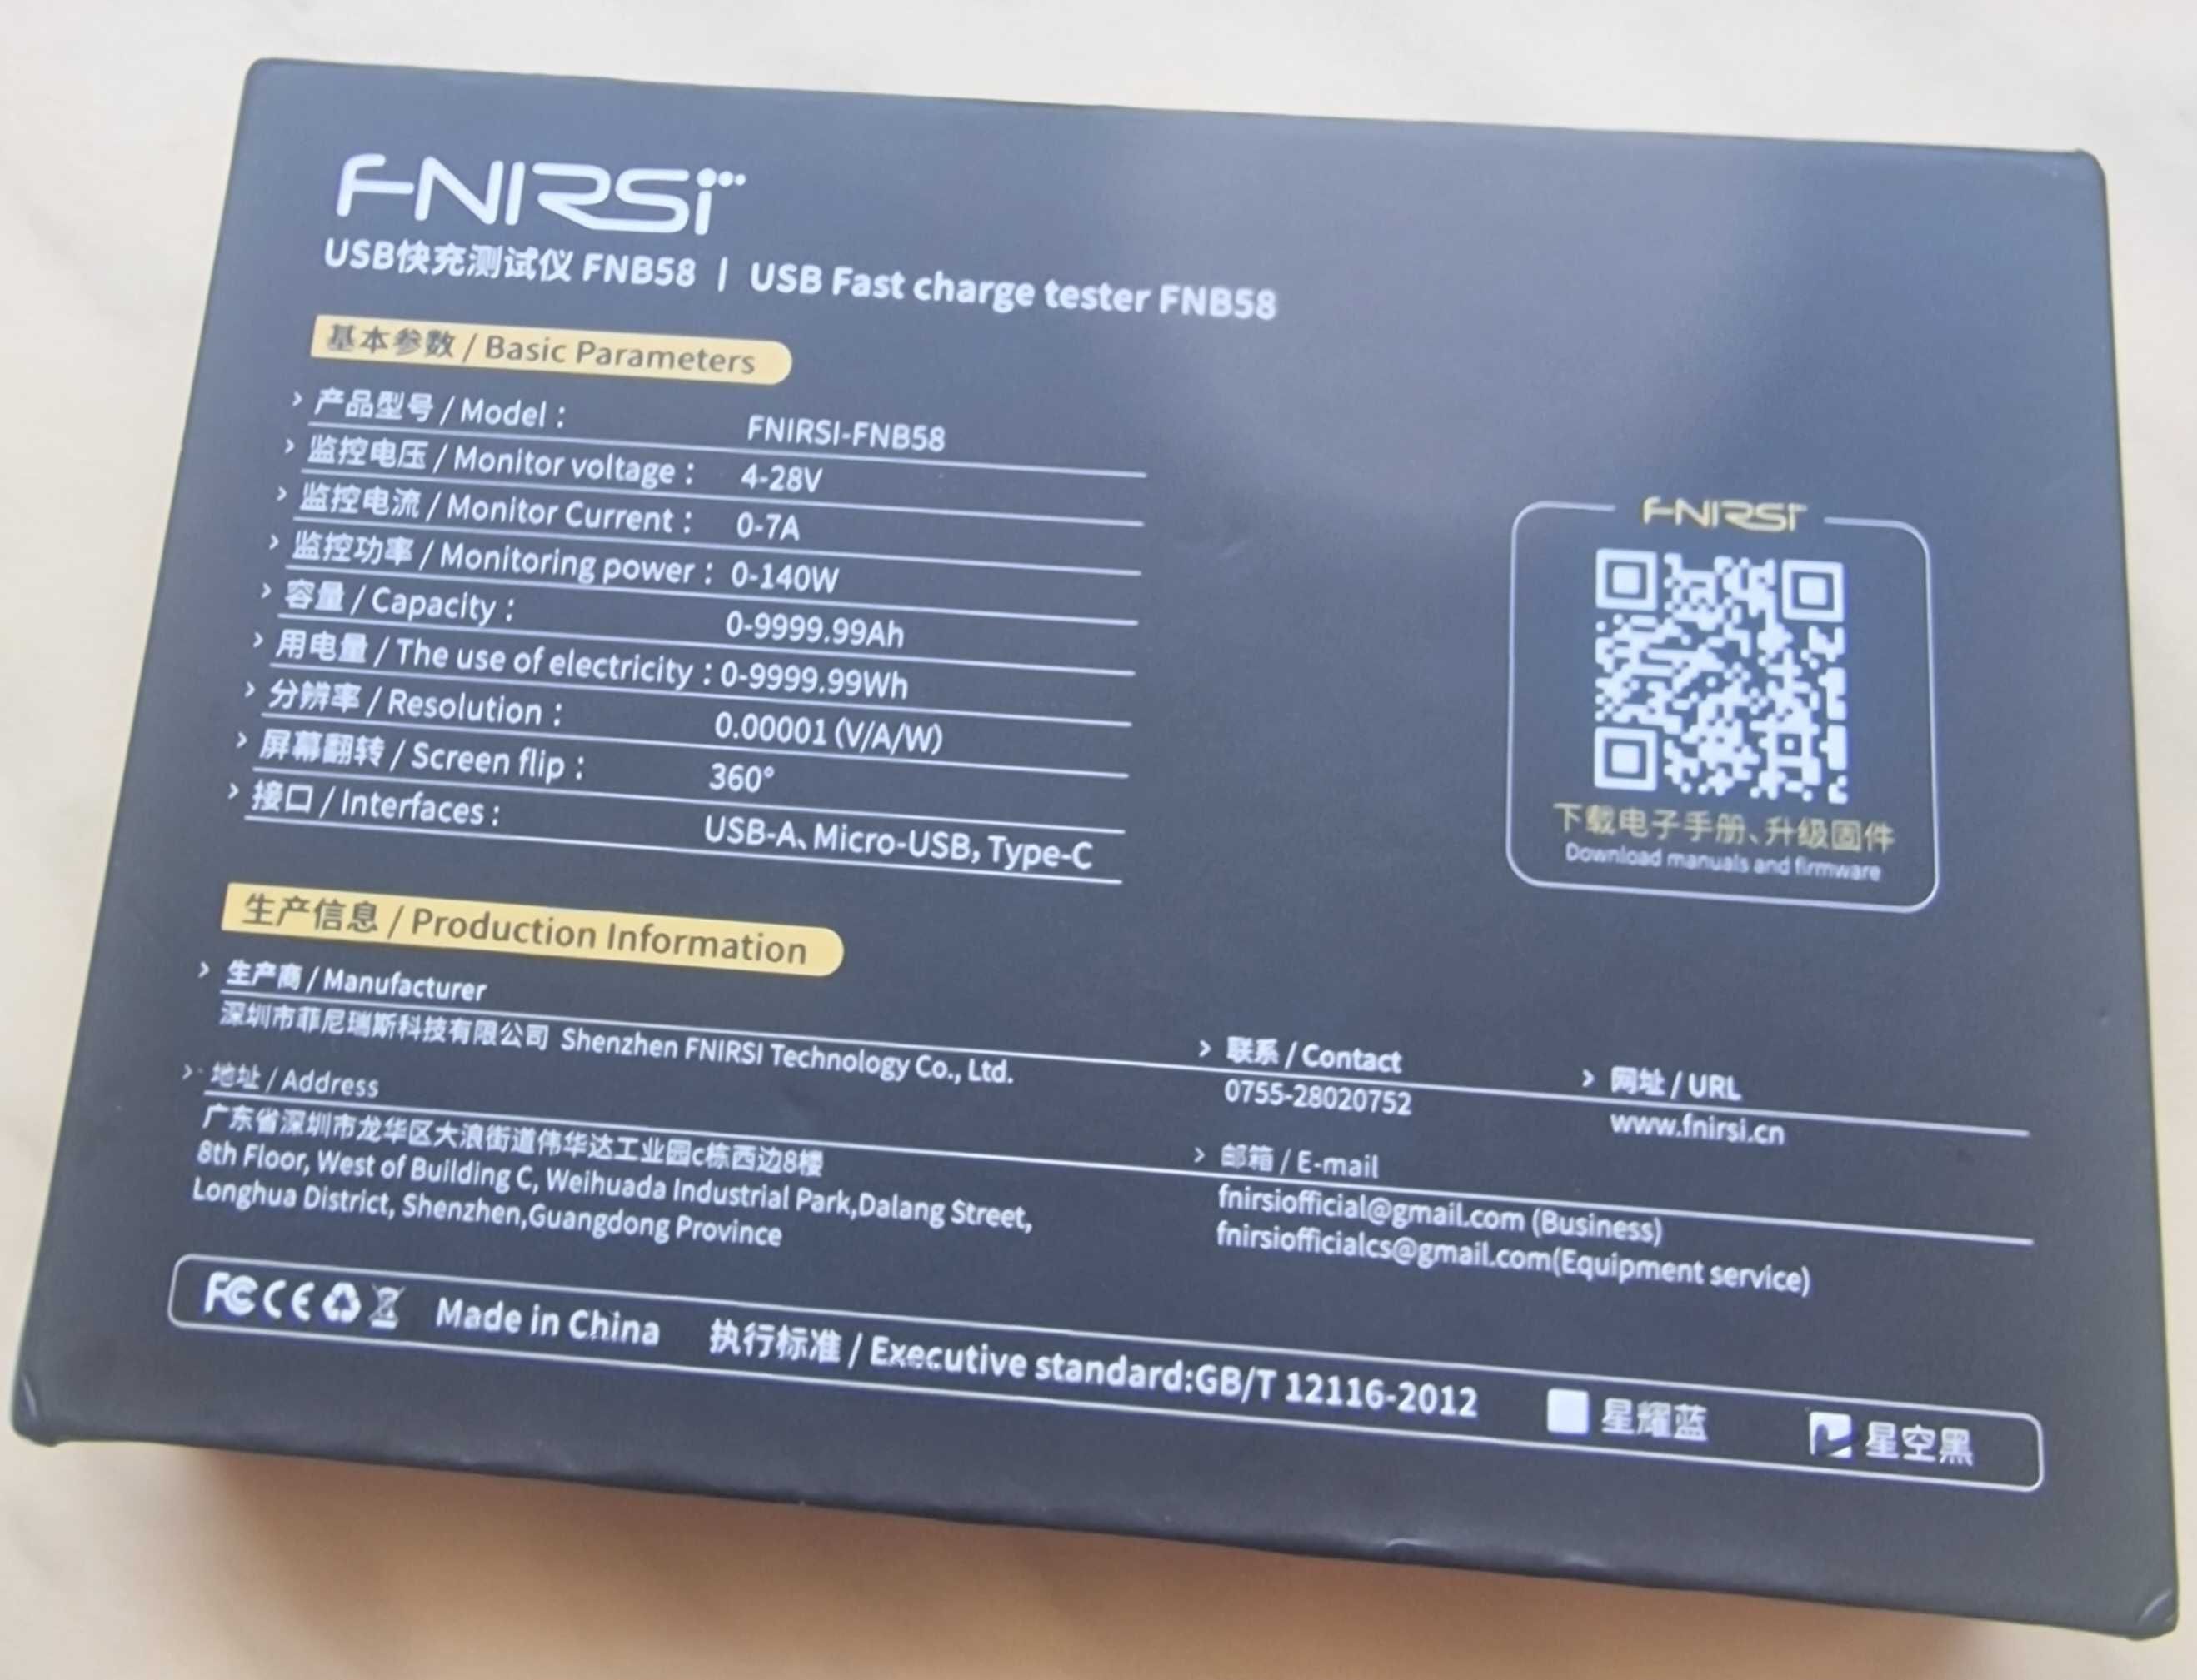 FNIRSI
USB快充测试仪 FNB58 | USB Fast charge tester FNB58
基本参数 / Basic Parameters
产品型号 / Model : FNIRSI-FNB58
监控电压 / Monitor voltage : 4-28V
监控电流 / Monitor Current : 0-7A
监控功率 / Monitoring power : 0-140W
容量 / Capacity : 0-9999.99Ah
用电量 / The use of electricity : 0-9999.99Wh
分辨率 / Resolution : 0.00001 (V/A/W)
屏幕翻转 / Screen flip : 360°
接口 / Interfaces : USB-A、Micro-USB, Type-C
FNIRSI
下载电子手册、升级固件
Download manuals and firmware
生产信息 / Production Information
生产商 / Manufacturer
深圳市菲尼瑞斯科技有限公司 Shenzhen FNIRSI Technology Co., Ltd.
地址 / Address
广东省深圳市龙华区大浪街道伟华达工业园c栋西边8楼
8th Floor, West of Building C, Weihuada Industrial Park,Dalang Street,
Longhua District, Shenzhen,Guangdong Province
联系 / Contact
0755-28020752
网址 / URL
www.fnirsi.cn
邮箱 / E-mail
fnirsiofficial@gmail.com (Business)
fnirsiofficialcs@gmail.com(Equipment service)
FC CE Made in China 执行标准 / Executive standard:GB/T 12116-2012 星耀蓝 星空黑